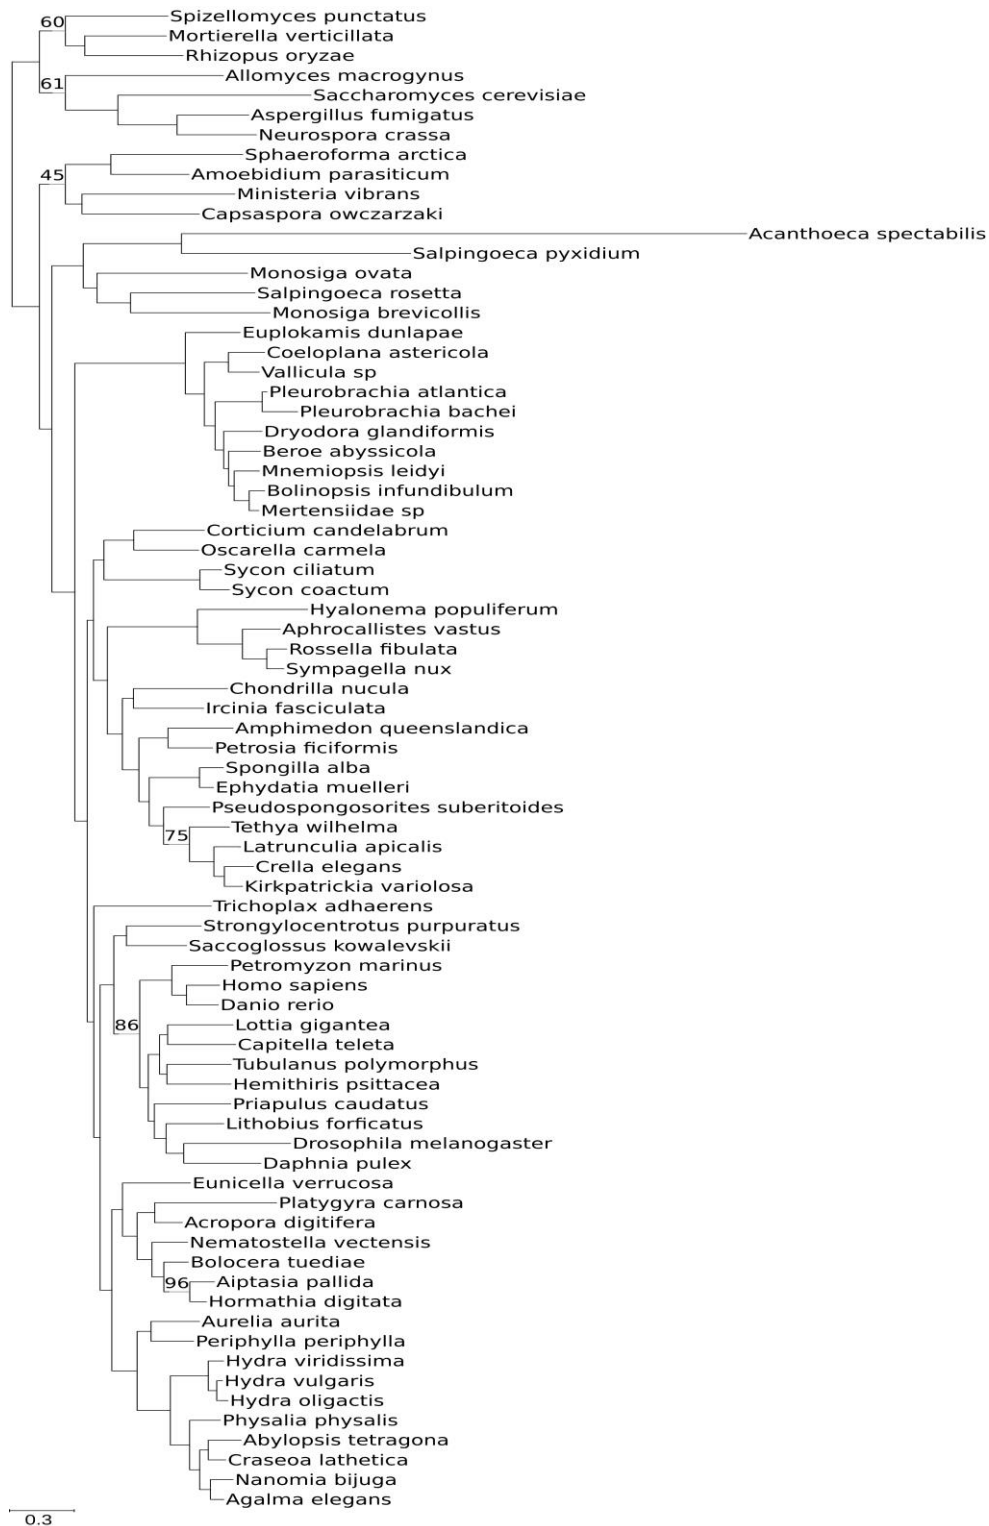 60
Spizellomyces punctatus
Mortierella verticillata
Rhizopus oryzae
61
Allomyces macrogynus
Saccharomyces cerevisiae
Aspergillus fumigatus
Neurospora crassa
Sphaeroforma arctica
45
Amoebidium parasiticum
Ministeria vibrans
Capsaspora owczarzaki
Acanthoeca spectabilis
Salpingoeca pyxidium
Monosiga ovata
Salpingoeca rosetta
Monosiga brevicollis
Euplokamis dunlapae
Coeloplana astericola
Vallicula sp
Pleurobrachia atlantica
Pleurobrachia bachei
Dryodora glandiformis
Beroe abyssicola
Mnemiopsis leidyi
Bolinopsis infundibulum
Mertensiidae sp
Corticium candelabrum
Oscarella carmela
Sycon ciliatum
Sycon coactum
Hyalonema populiferum
Aphrocallistes vastus
Rossella fibulata
Sympagella nux
Chondrilla nucula
Ircinia fasciculata
Amphimedon queenslandica
Petrosia ficiformis
Spongilla alba
Ephydatia muelleri
Pseudospongosorites suberitoides
75
Tethya wilhelma
Latrunculia apicalis
Crella elegans
Kirkpatrickia variolosa
Trichoplax adhaerens
Strongylocentrotus purpuratus
Saccoglossus kowalevskii
Petromyzon marinus
Homo sapiens
Danio rerio
86
Lottia gigantea
Capitella teleta
Tubulanus polymorphus
Hemithiris psittacea
Priapulus caudatus
Lithobius forficatus
Drosophila melanogaster
Daphnia pulex
Eunicella verrucosa
Platygyra carnosa
Acropora digitifera
Nematostella vectensis
Bolocera tuediae
96
Aiptasia pallida
Hormathia digitata
Aurelia aurita
Periphylla periphylla
Hydra viridissima
Hydra vulgaris
Hydra oligactis
Physalia physalis
Abylopsis tetragona
Craseoa lathetica
Nanomia bijuga
Agalma elegans
0.3